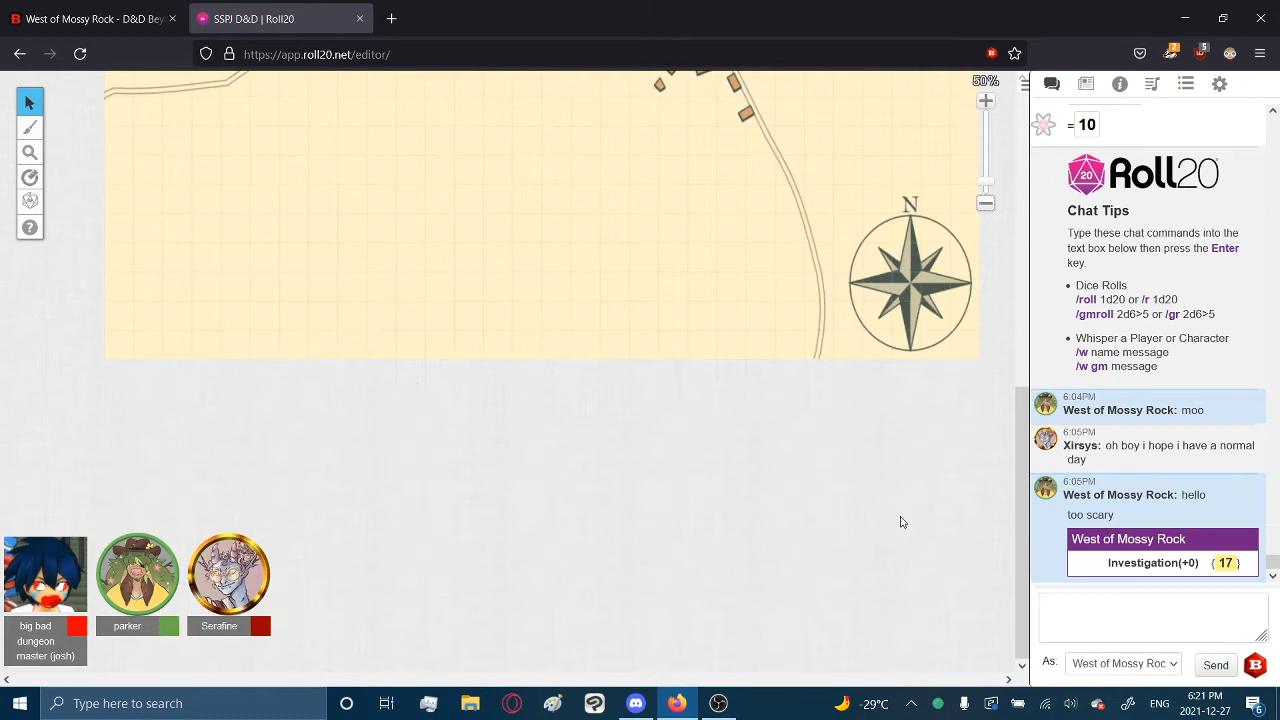 West of Mossy Rock - D&D Bey
SSPJ D&D | Roll20
https://app.roll20.net/editor/
2
5
50%
= 10
20
Roll20
Chat Tips
Type these chat commands into the
text box below then press the Enter
key.
Dice Rolls
/roll 1d20 or /r 1d20
/gmroll 2d6>5 or /gr 2d6>5
Whisper a Player or Character
/w name message
/w gm message
6:04PM
West of Mossy Rock: moo
6:05PM
Xirsys: oh boy i hope i have a normal
day
6:05PM
West of Mossy Rock: hello
too scary
West of Mossy Rock
Investigation(+0) { 17 }
N
big bad
dungeon
master (josh)
parker
Serafine
As: West of Mossy Roc
Send
Type here to search
-29°C
ENG
6:21 PM
2021-12-27
6